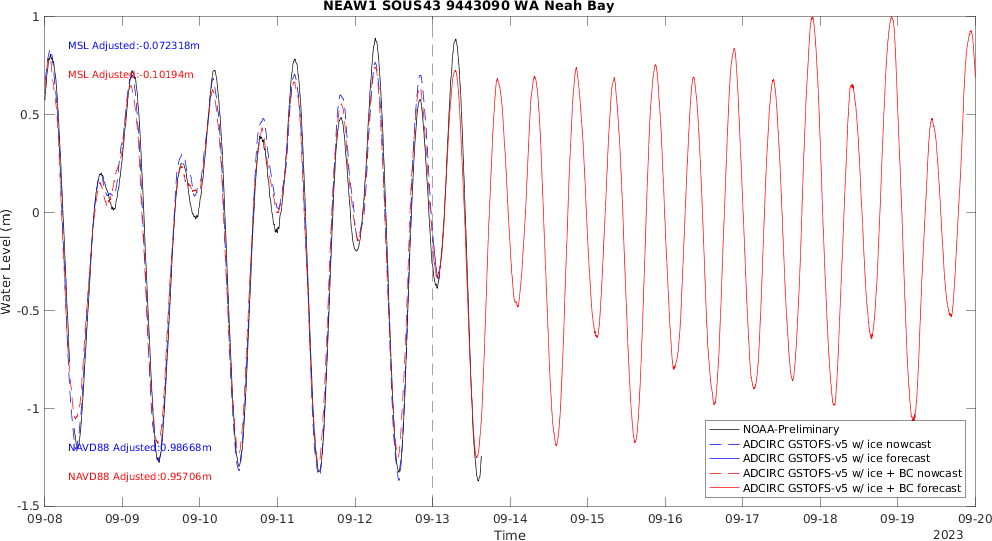 NEAW1 SOUS43 9443090 WA Neah Bay
MSL Adjusted:-0.072318m
MSL Adjusted:-0.10194m
NAVD88 Adjusted:0.98668m
NAVD88 Adjusted:0.95706m
Water Level (m)
1
0.5
0
-0.5
-1
-1.5
NOAA-Preliminary
ADCIRC GSTOFS-v5 w/ ice nowcast
ADCIRC GSTOFS-v5 w/ ice forecast
ADCIRC GSTOFS-v5 w/ ice + BC nowcast
ADCIRC GSTOFS-v5 w/ ice + BC forecast
09-08 09-09 09-10 09-11 09-12 09-13 09-14 09-15 09-16 09-17 09-18 09-19 09-20
Time
2023